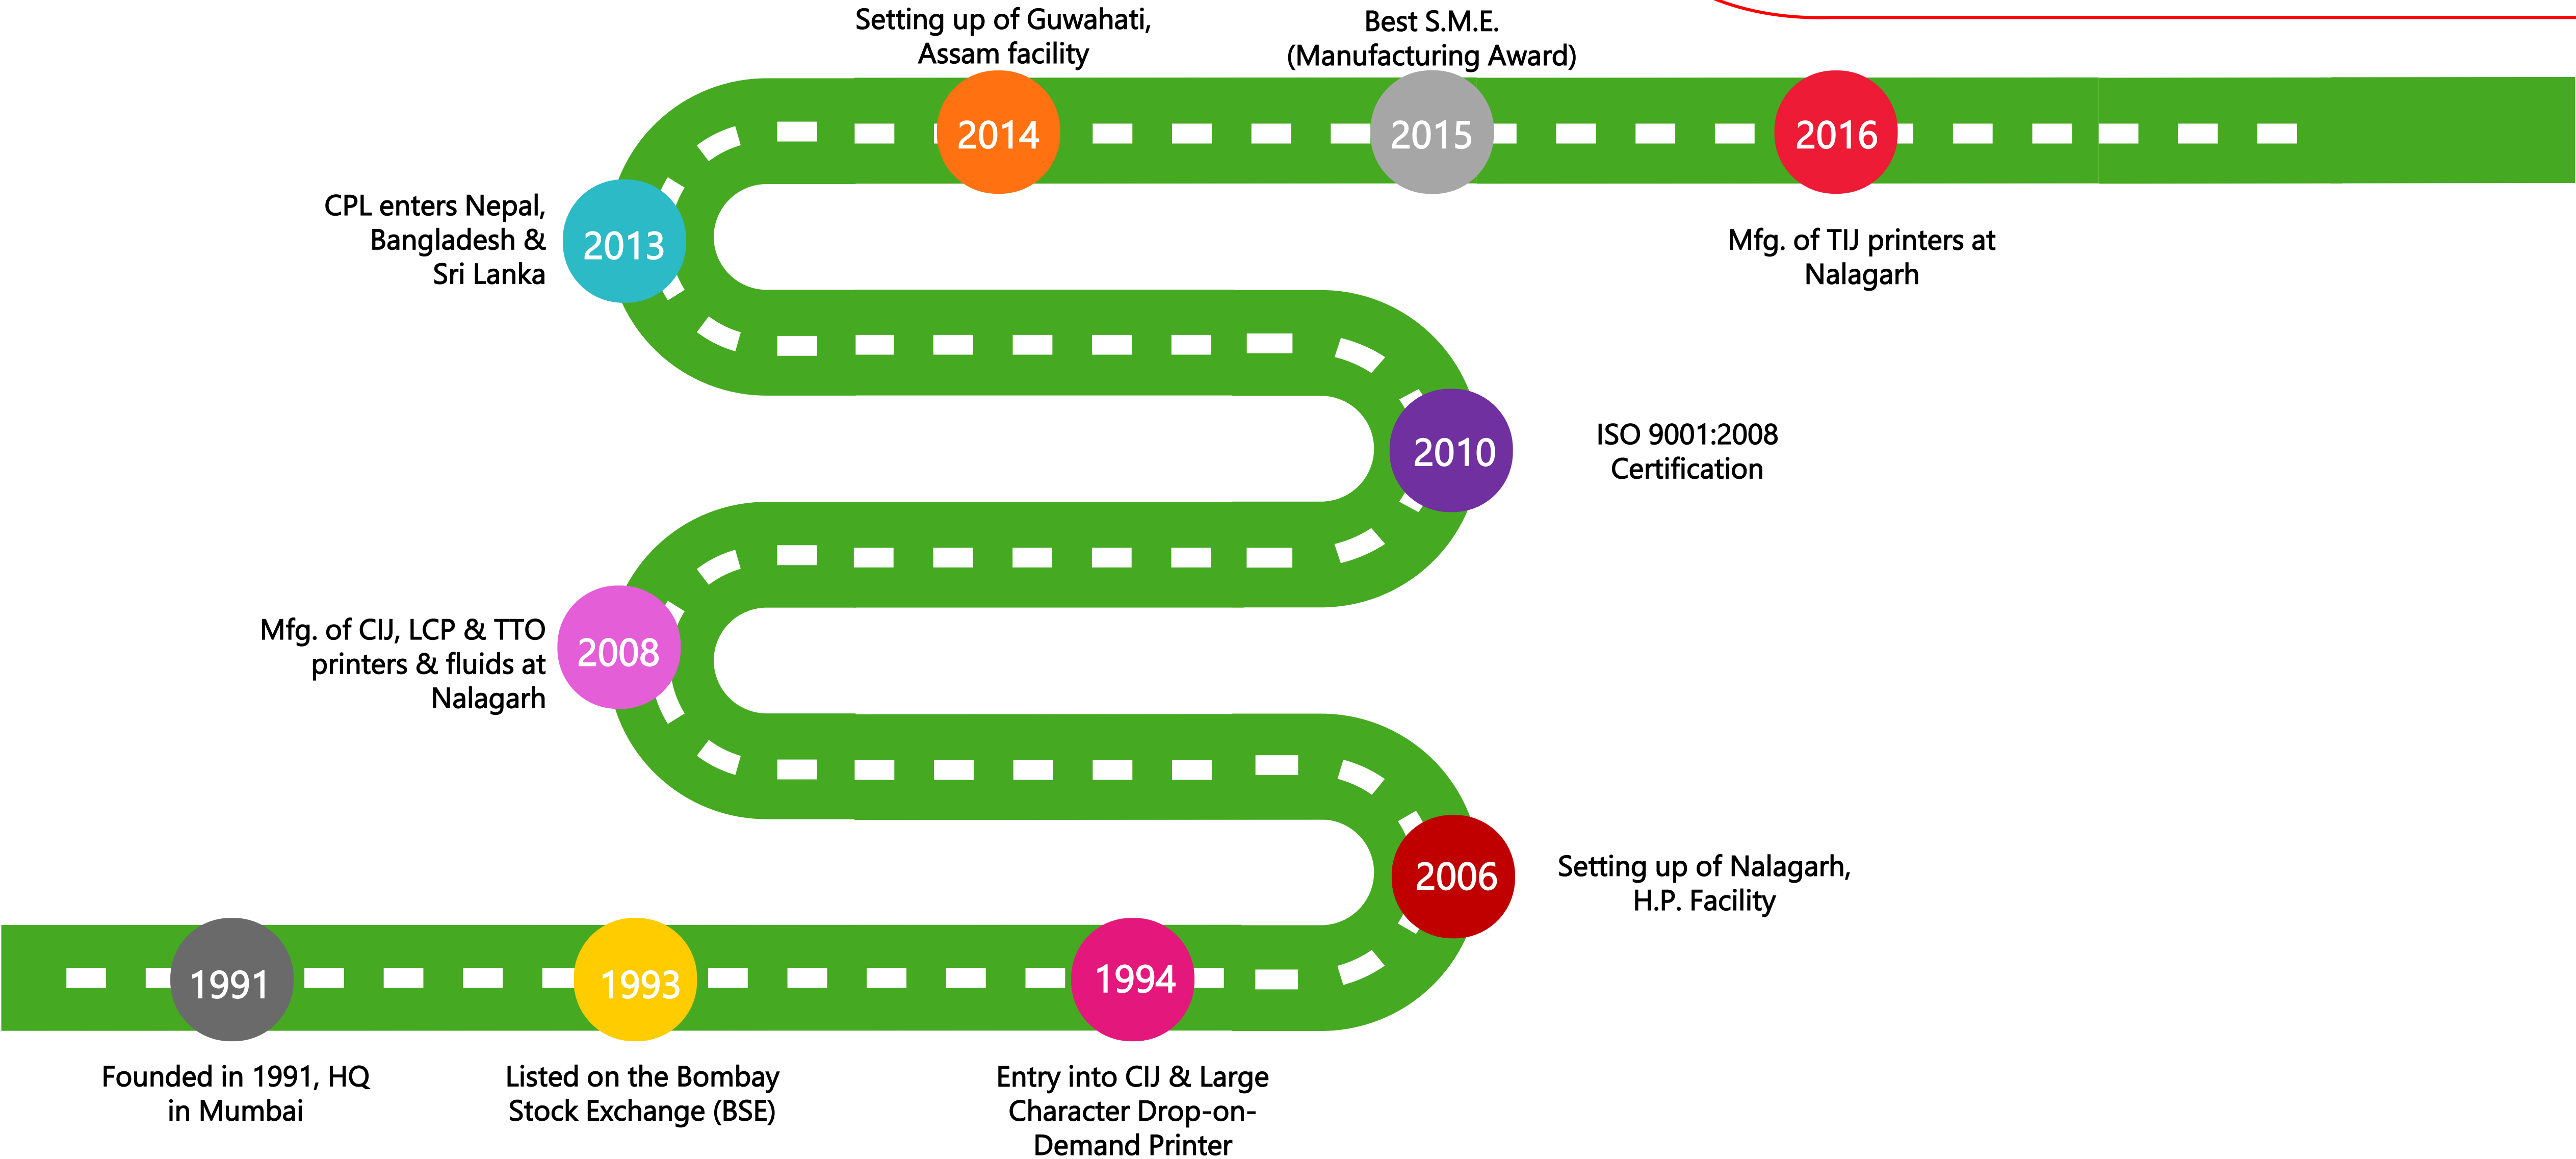 Setting up of Guwahati,
Assam facility
Best S.M.E.
(Manufacturing Award)
2014
2015
2016
CPL enters Nepal,
Bangladesh &
Sri Lanka
2013
Mfg. of TIJ printers at
Nalagarh
2010
ISO 9001:2008
Certification
Mfg. of CIJ, LCP & TTO
printers & fluids at
Nalagarh
2008
2006
Setting up of Nalagarh,
H.P. Facility
1991
1993
1994
Founded in 1991, HQ
in Mumbai
Listed on the Bombay
Stock Exchange (BSE)
Entry into CIJ & Large
Character Drop-on-
Demand Printer